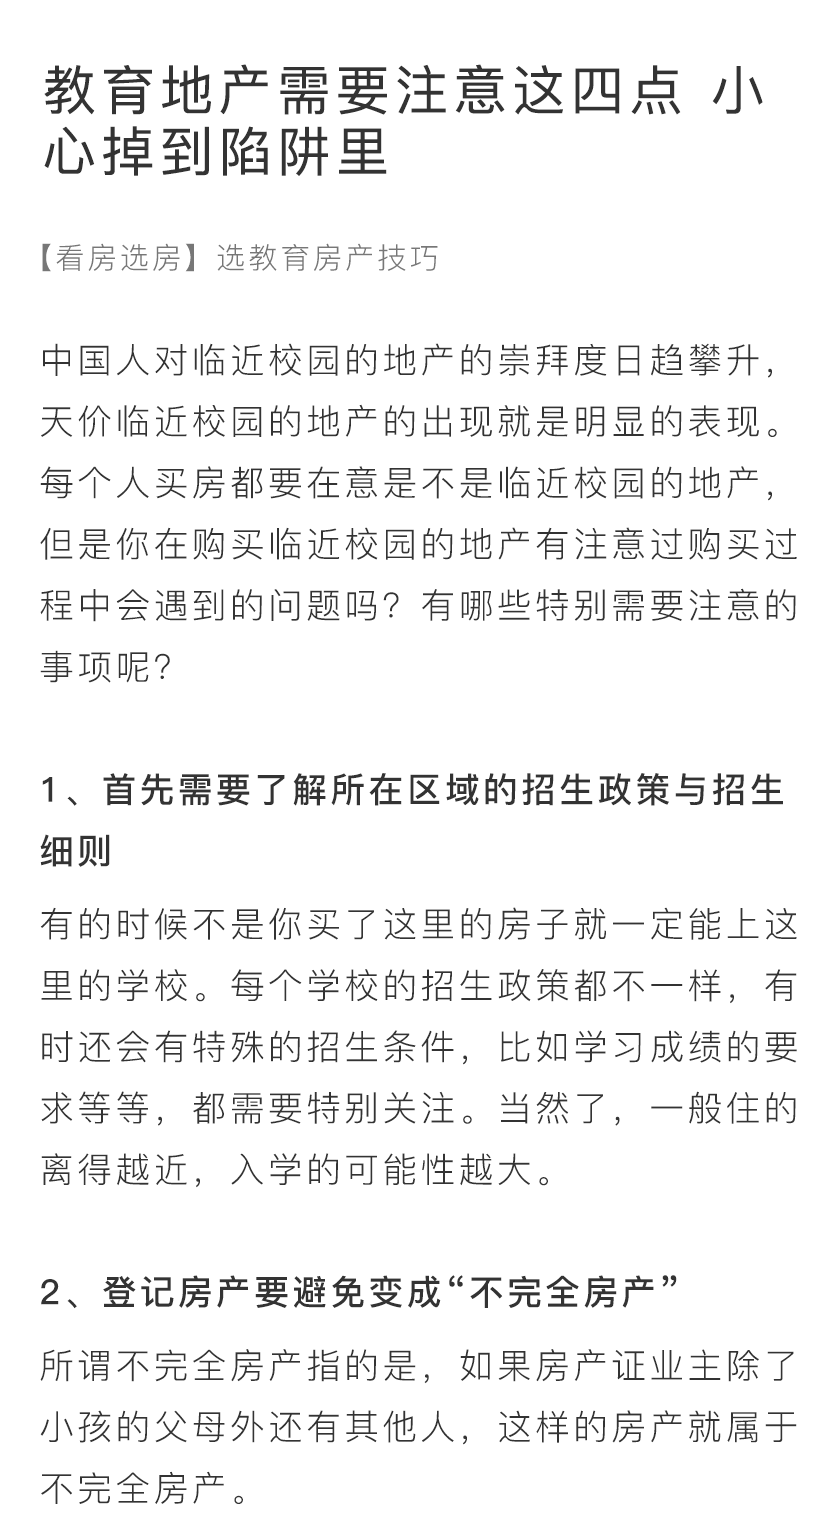 教育地产需要注意这四点 小
心掉到陷阱里
【看房选房】选教育房产技巧
中国人对临近校园的地产的崇拜度日趋攀升，
天价临近校园的地产的出现就是明显的表现。
每个人买房都要在意是不是临近校园的地产，
但是你在购买临近校园的地产有注意过购买过
程中会遇到的问题吗？有哪些特别需要注意的
事项呢？
1、首先需要了解所在区域的招生政策与招生
细则
有的时候不是你买了这里的房子就一定能上这
里的学校。每个学校的招生政策都不一样，有
时还会有特殊的招生条件，比如学习成绩的要
求等等，都需要特别关注。当然了，一般住的
离得越近，入学的可能性越大。
2、登记房产要避免变成“不完全房产”
所谓不完全房产指的是，如果房产证业主除了
小孩的父母外还有其他人，这样的房产就属于
不完全房产。